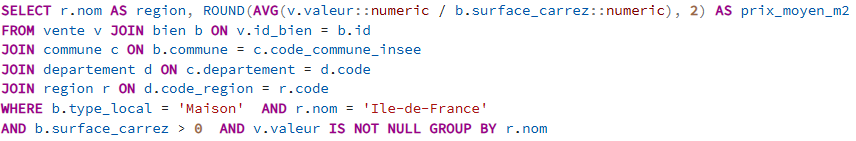 SELECT r.nom AS region, ROUND(AVG(v.valeur::numeric / b.surface_carrez::numeric), 2) AS prix_moyen_m2
FROM vente v JOIN bien b ON v.id_bien = b.id
JOIN commune c ON b.commune = c.code_commune_insee
JOIN departement d ON c.departement = d.code
JOIN region r ON d.code_region = r.code
WHERE b.type_local = 'Maison'  AND r.nom = 'Ile-de-France'
AND b.surface_carrez > 0  AND v.valeur IS NOT NULL GROUP BY r.nom